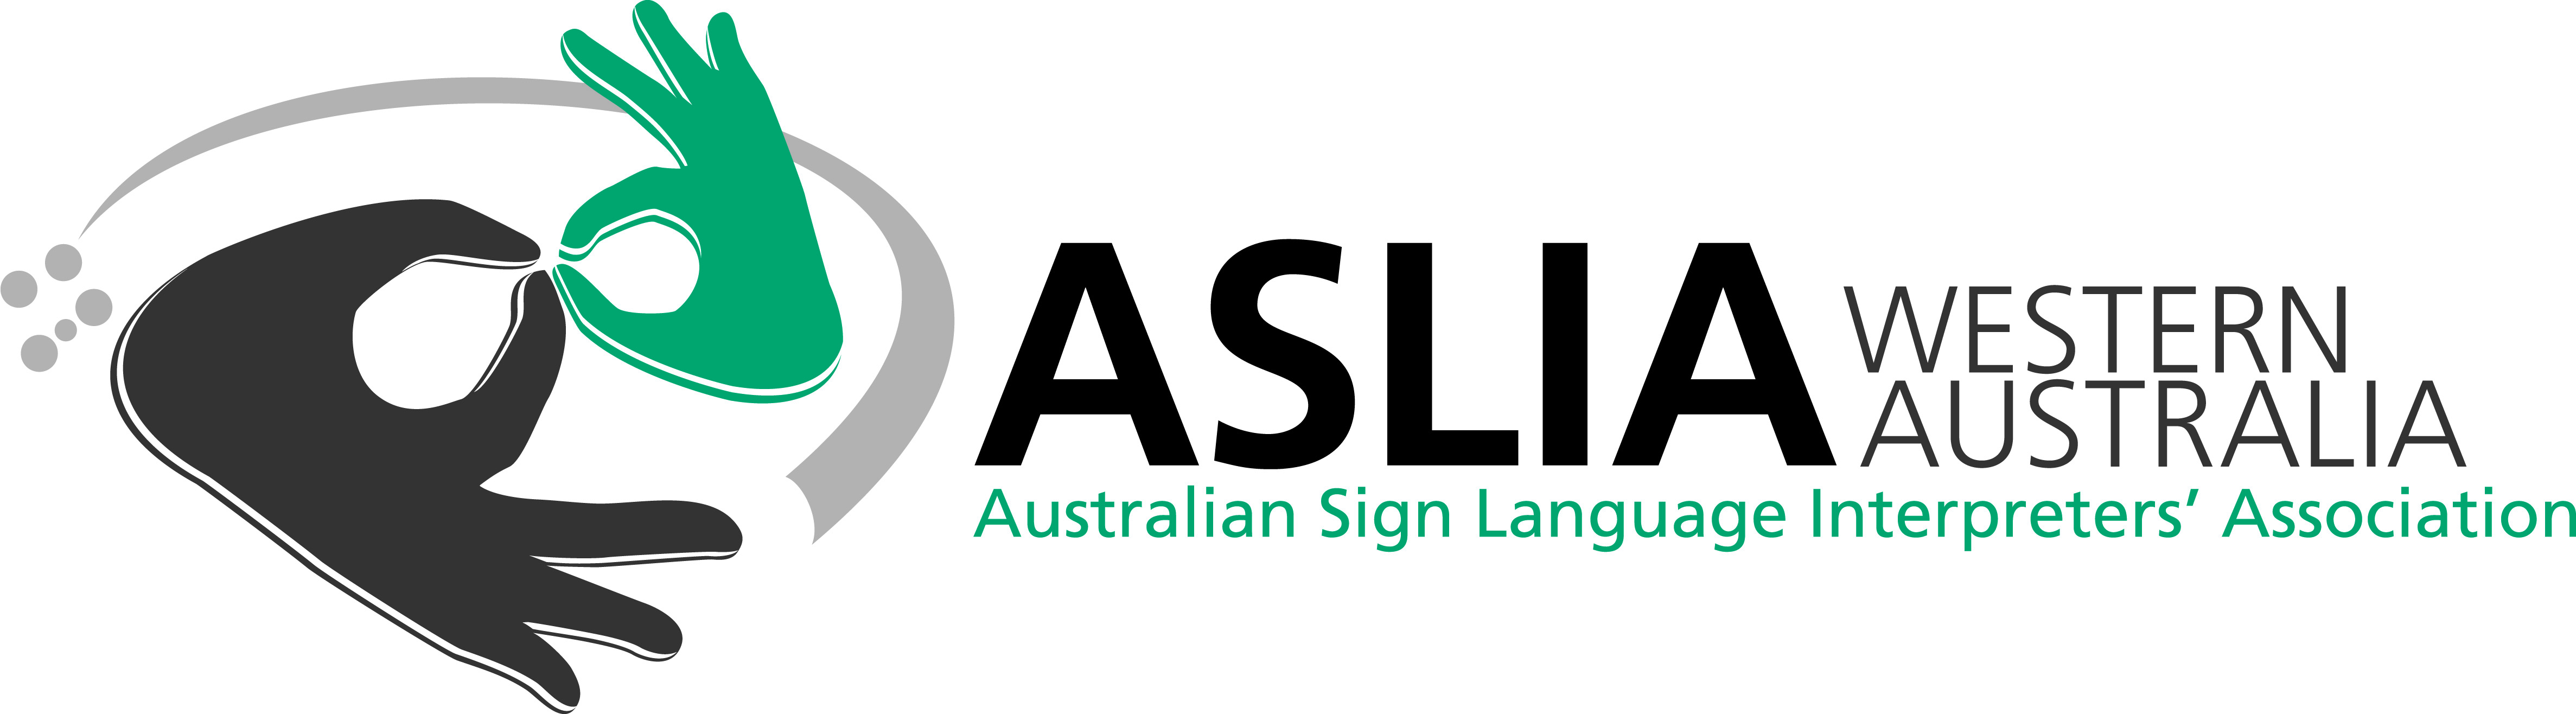 ASLIA
WESTERN
AUSTRALIA
Australian Sign Language Interpreters’ Association